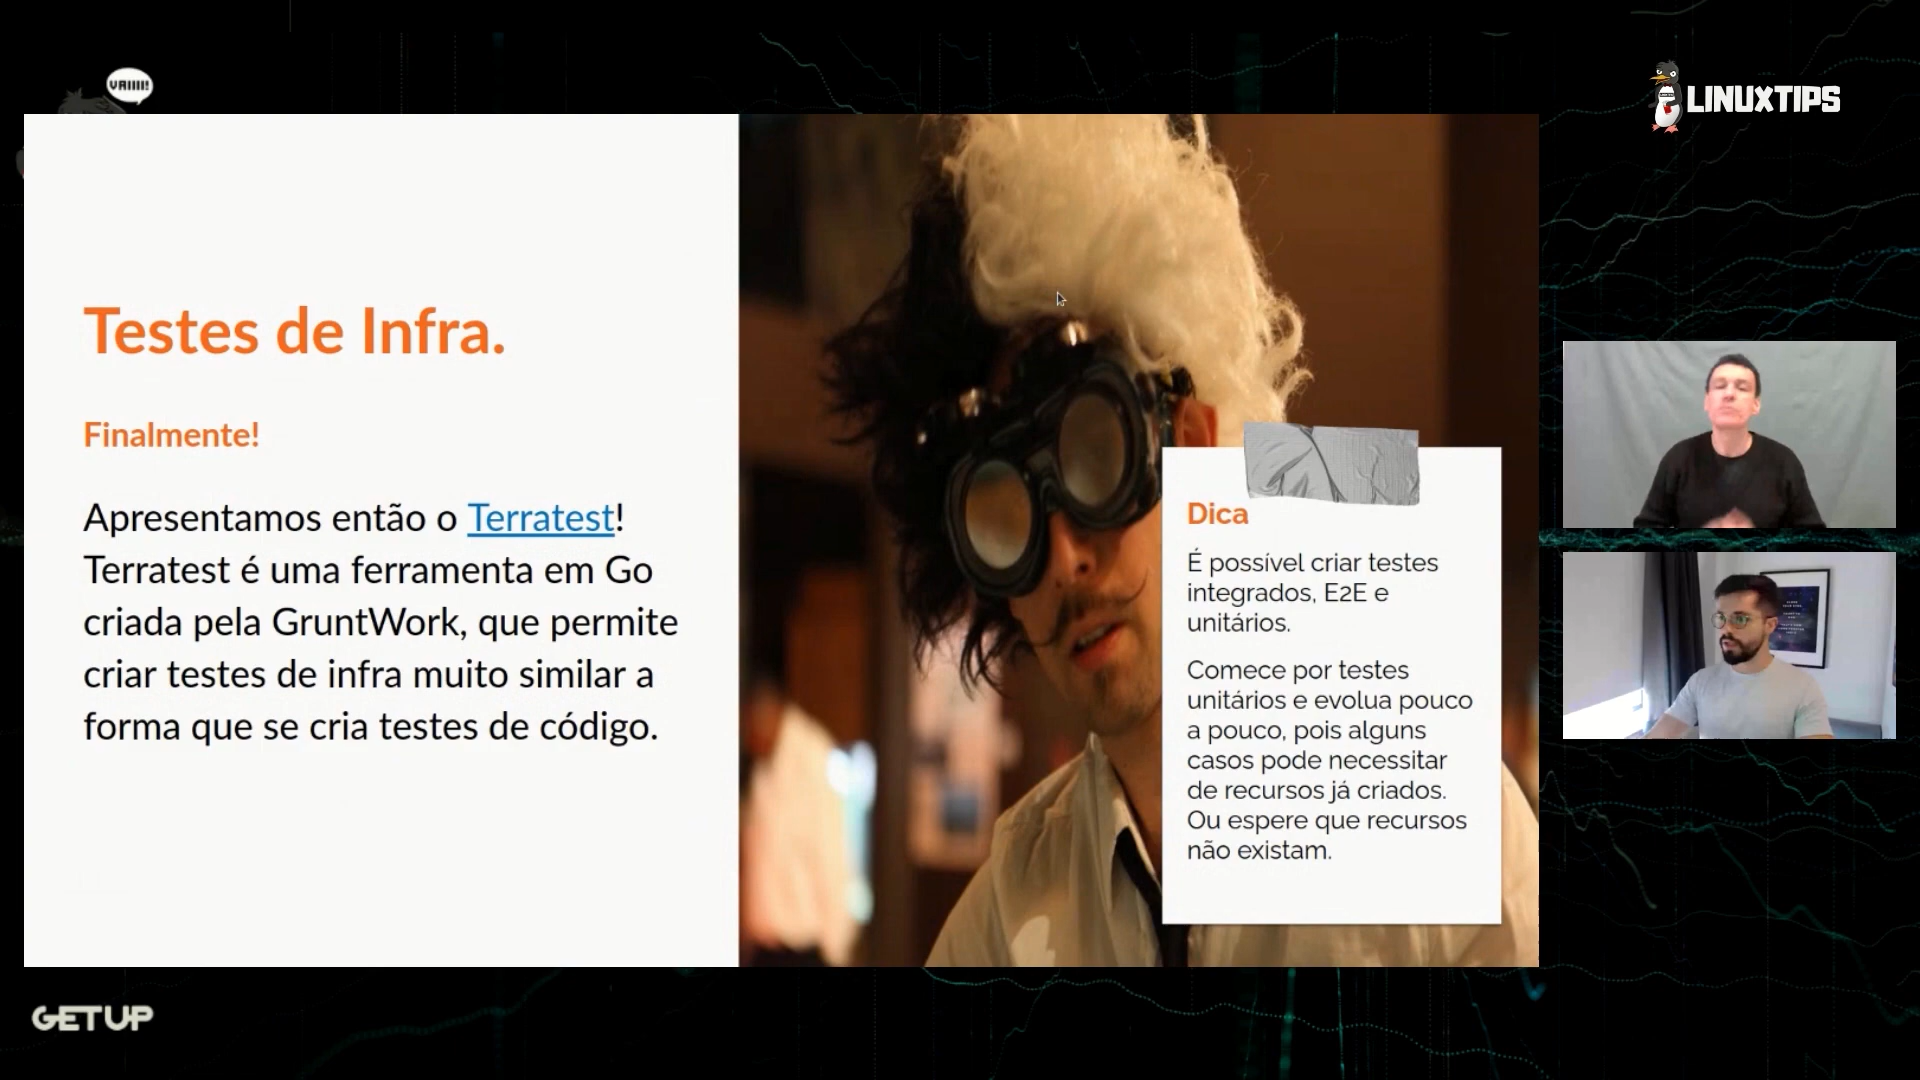 VAIIII!
LINUXTIPS
Testes de Infra.
Finalmente!
Apresentamos então o Terratest!
Terratest é uma ferramenta em Go
criada pela GruntWork, que permite
criar testes de infra muito similar a
forma que se cria testes de código.
Dica
É possível criar testes
integrados, E2E e
unitários.
Comece por testes
unitários e evolua pouco
a pouco, pois alguns
casos pode necessitar
de recursos já criados.
Ou espere que recursos
não existam.
GETUP